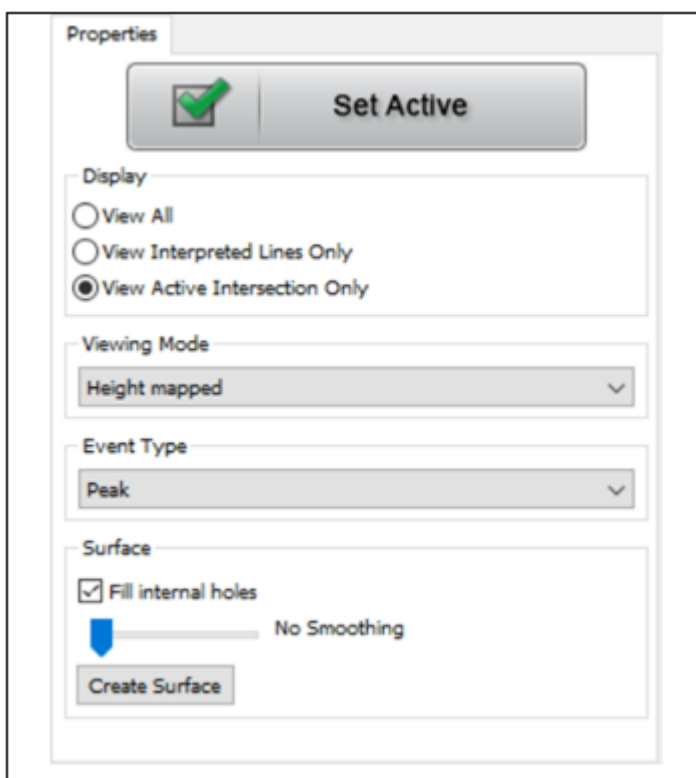 Properties
Set Active
Display
View All
View Interpreted Lines Only
View Active Intersection Only
Viewing Mode
Height mapped
Event Type
Peak
Surface
Fill internal holes
No Smoothing
Create Surface